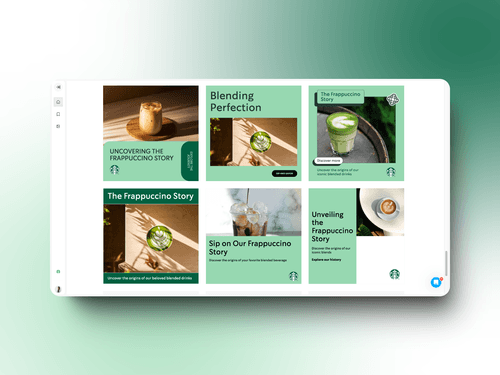 UNCOVERING THE
FRAPPUCCINO STORY
Blending
Perfection
The Frappuccino
Story
Discover more
Uncover the origins of our
iconic blended drinks
The Frappuccino Story
Uncover the origins of our beloved blended drinks
Sip on Our Frappuccino
Story
Discover the origins of your favorite blended beverage
Unveiling
the
Frappuccino
Story
Discover the origins of our
iconic blends
Explore our history